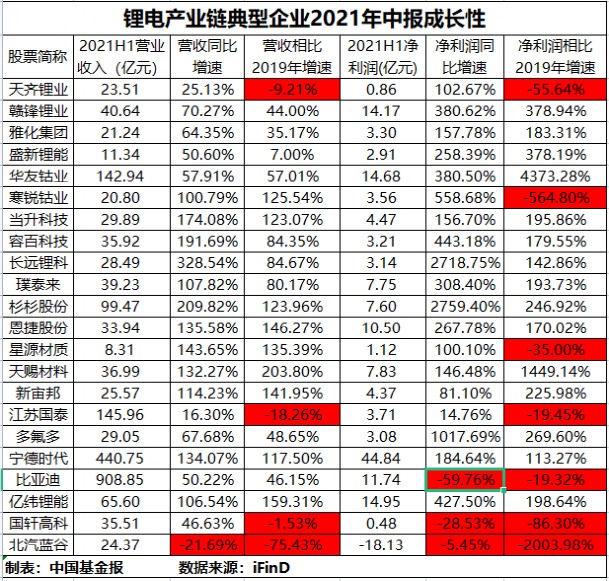 锂电产业链典型企业2021年中报成长性
股票简称 2021H1营业收入（亿元） 营收同比增速 营收相比2019年增速 2021H1净利润(亿元) 净利润同比增速 净利润相比2019年增速
天齐锂业 23.51 25.13% -9.21% 0.86 102.67% -55.64%
赣锋锂业 40.64 70.27% 44.00% 14.17 380.62% 378.94%
雅化集团 21.24 64.35% 35.17% 3.30 157.78% 183.31%
盛新锂能 11.34 50.60% 7.00% 2.91 258.39% 378.19%
华友钴业 142.94 57.91% 57.01% 14.68 380.50% 4373.28%
寒锐钴业 20.80 100.79% 125.54% 3.56 558.68% -564.80%
当升科技 29.89 174.08% 123.07% 4.47 156.70% 195.86%
容百科技 35.92 191.69% 84.35% 3.21 443.18% 179.55%
长远锂科 28.49 328.54% 84.67% 3.14 2718.75% 142.86%
璞泰来 39.23 107.82% 80.17% 7.75 308.40% 193.73%
杉杉股份 99.47 209.82% 123.96% 7.60 2759.40% 246.92%
恩捷股份 33.94 135.58% 146.27% 10.50 267.78% 170.02%
星源材质 8.31 143.65% 135.39% 1.12 100.10% -35.00%
天赐材料 36.99 132.27% 203.80% 7.83 146.48% 1449.14%
新宙邦 25.57 114.23% 141.95% 4.37 81.10% 225.98%
江苏国泰 145.96 16.30% -18.26% 3.71 14.76% -19.45%
多氟多 29.05 67.68% 48.65% 3.08 1017.69% 269.60%
宁德时代 440.75 134.07% 117.50% 44.84 184.64% 113.27%
比亚迪 908.85 50.22% 46.15% 11.74 -59.76% -19.32%
亿纬锂能 65.60 106.54% 159.31% 14.95 427.50% 198.64%
国轩高科 35.51 46.63% -1.53% 0.48 -28.53% -86.30%
北汽蓝谷 24.37 -21.69% -75.43% -18.13 -5.45% -2003.98%
制表：中国基金报 数据来源：iFinD